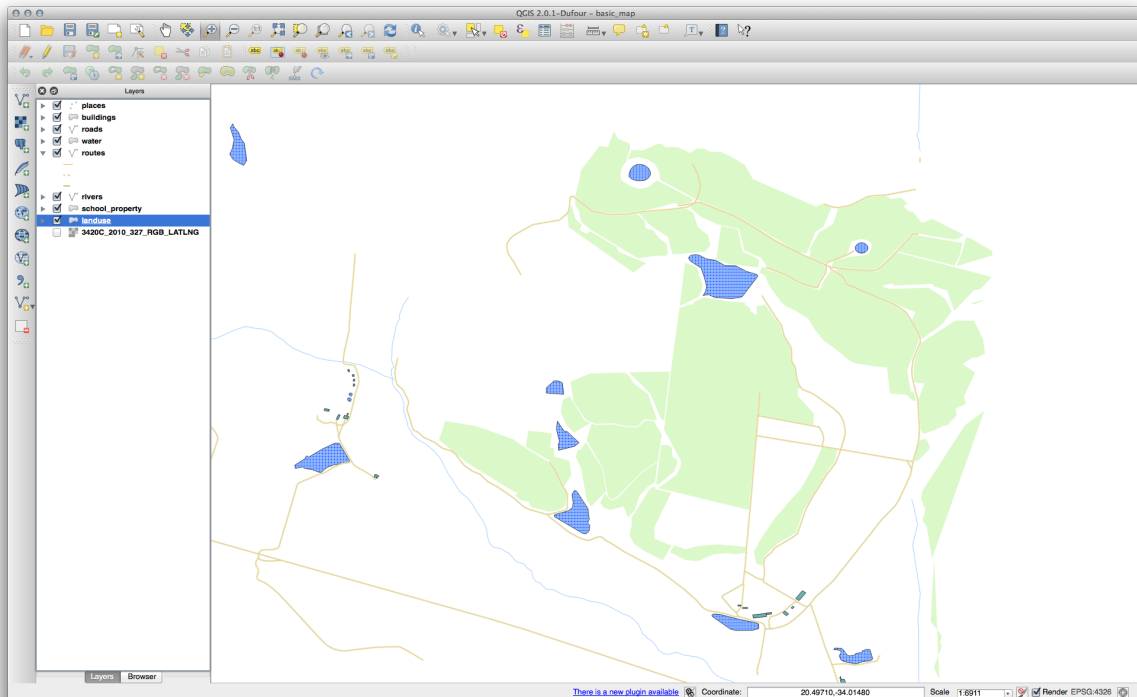 QGIS 2.0.1-Dufour - basic_map
Layers
places
buildings
roads
water
routes
rivers
school_property
landuse
3420C_2010_327_RGB_LATLNG
Layers Browser
There is a new plugin available Coordinate: 20.49710,-34.01480 Scale 1:6911 Render EPSG:4326